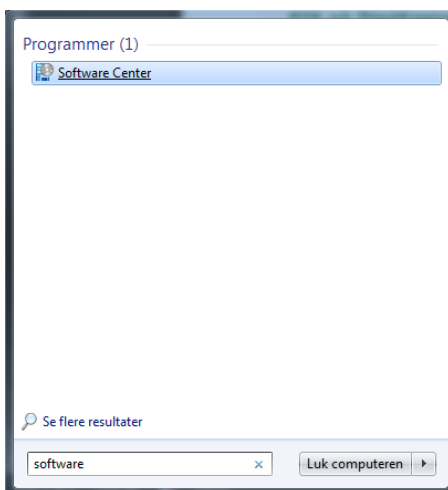 Programmer (1)
Software Center
Se flere resultater
software
Luk computeren